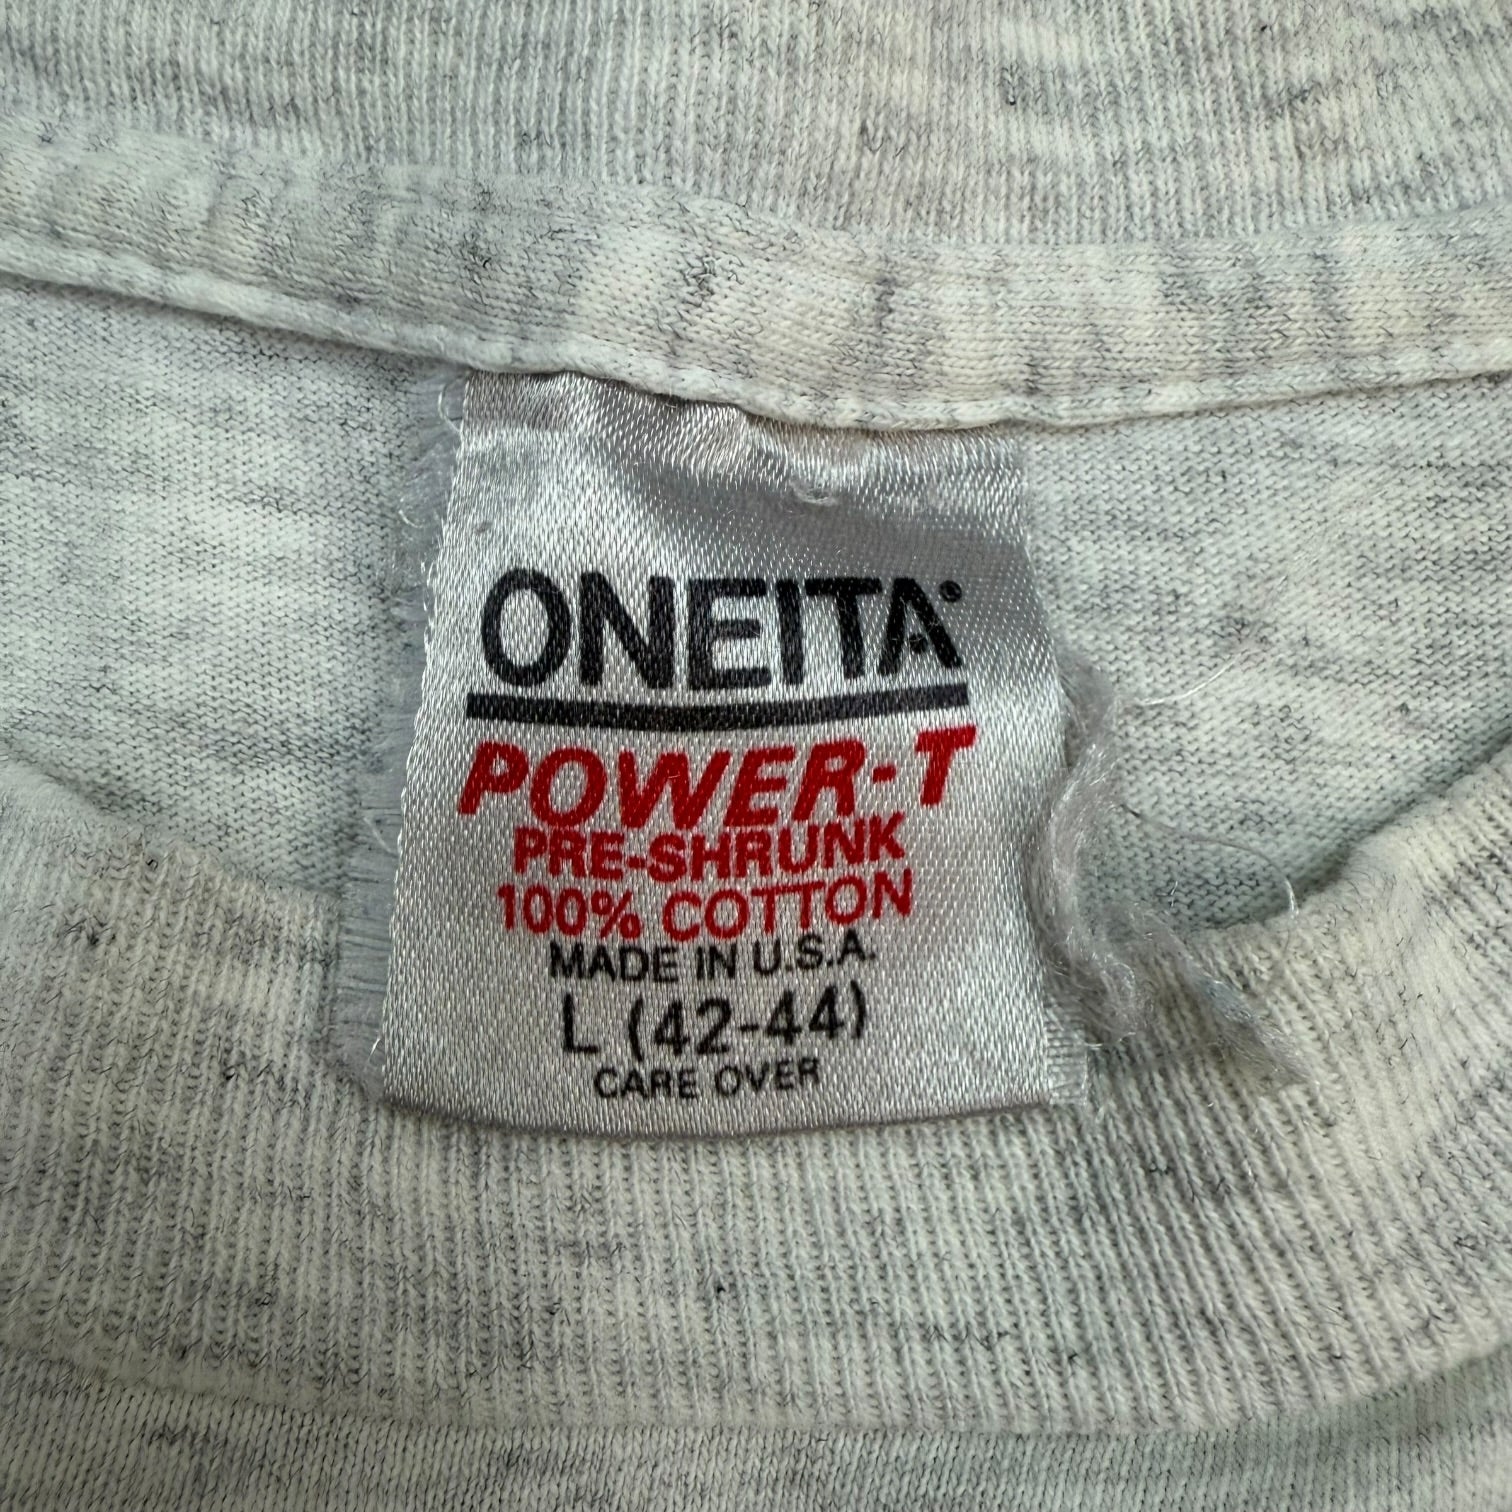 ONEITA®
POWER-T
PRE-SHRUNK
100% COTTON
MADE IN U.S.A.
L (42-44)
CARE OVER